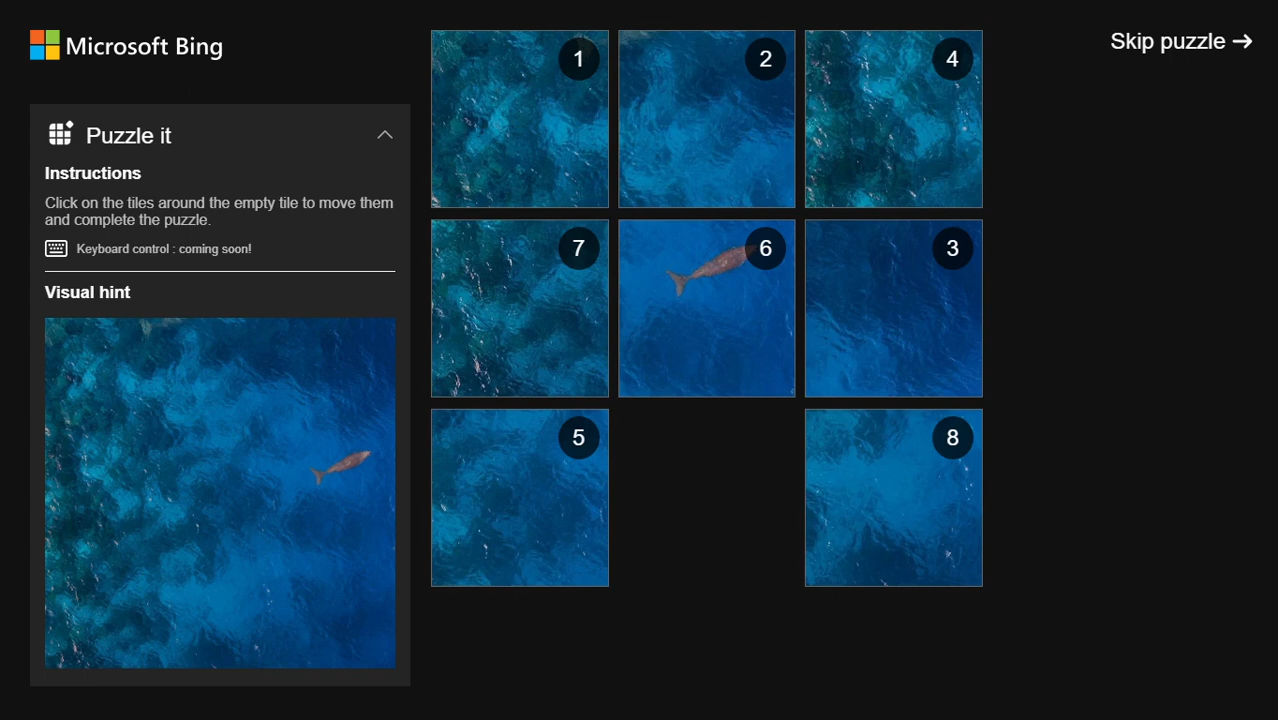 Microsoft Bing
Skip puzzle
Puzzle it
Instructions
Click on the tiles around the empty tile to move them
and complete the puzzle.
Keyboard control : coming soon!
Visual hint
1
2
4
7
6
3
5
8